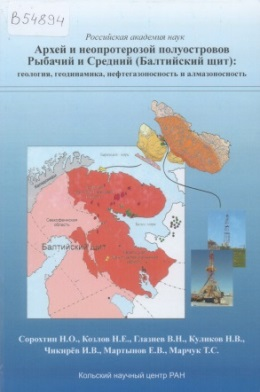 B54894
Российская академия наук
Архей и неопротерозой полуостровов
Рыбачий и Средний (Балтийский щит):
геология, геодинамика, нефтегазоносность и алмазоносность
Балтийский щит
Сорохтин Н.О., Козлов Н.Е., Глазнев В.Н., Куликов Н.В.,
Чикирёв И.В., Мартынов Е.В., Марчук Т.С.
Кольский научный центр РАН